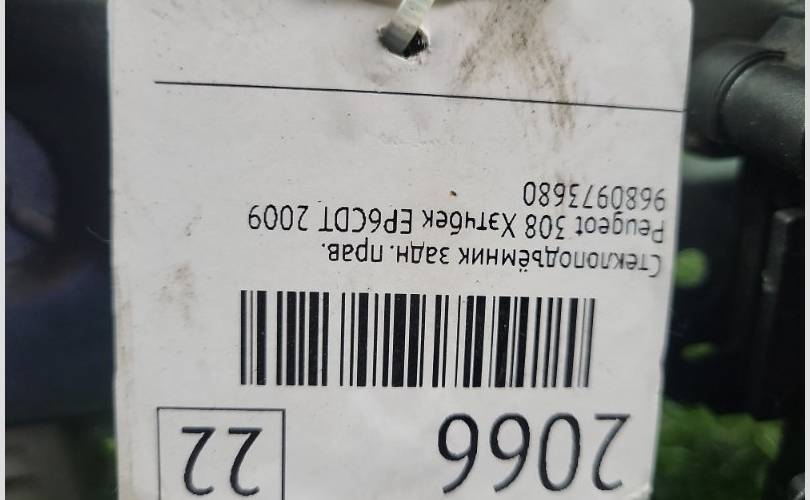 2066 22
Стеклоподъёмник задн. прав.
Peugeot 308 Хэтчбек EP6CDT 2009
9680973680